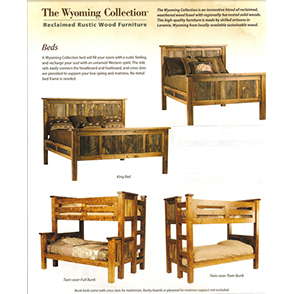 The Wyoming Collection™
Reclaimed Rustic Wood Furniture
The Wyoming Collection is an innovative blend of reclaimed,
weathered wood fused with regionally harvested solid woods.
This high quality furniture is made by skilled artisans in
Laramie, Wyoming from locally available sustainable wood.
Beds
A Wyoming Collection bed will fill your room with a rustic feeling,
and recharge your soul with an untamed Western spirit. The side
rails easily connect the headboard and footboard, and cross slats
are provided to support your box spring and mattress. No metal
bed frame is needed.
King Bed
Twin-over-Full Bunk
Twin-over-Twin Bunk
Bunk beds come with cross slats for mattresses. Bunky boards or plywood for mattress support not included.